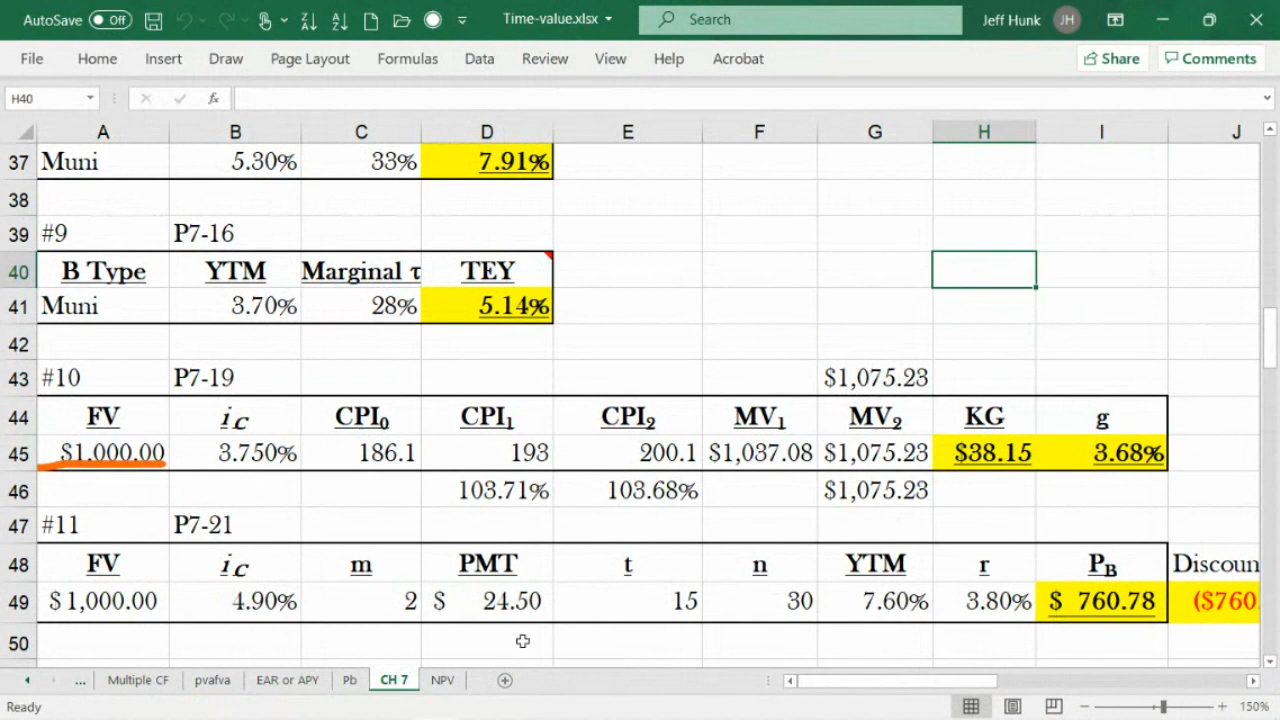 AutoSave Off Time-value.xlsx Search Jeff Hunk JH
File Home Insert Draw Page Layout Formulas Data Review View Help Acrobat Share Comments
H40 fx
A B C D E F G H I J
37 Muni 5.30% 33% 7.91%
38
39 #9 P7-16
40 B Type YTM Marginal τ TEY
41 Muni 3.70% 28% 5.14%
42
43 #10 P7-19 $1,075.23
44 FV ic CPI0 CPI1 CPI2 MV1 MV2 KG g
45 $1,000.00 3.750% 186.1 193 200.1 $1,037.08 $1,075.23 $38.15 3.68%
46 103.71% 103.68% $1,075.23
47 #11 P7-21
48 FV ic m PMT t n YTM r PB Discoun
49 $1,000.00 4.90% 2 $ 24.50 15 30 7.60% 3.80% $ 760.78 ($760.
50
... Multiple CF pvafva EAR or APY Pb CH 7 NPV
Ready 150%